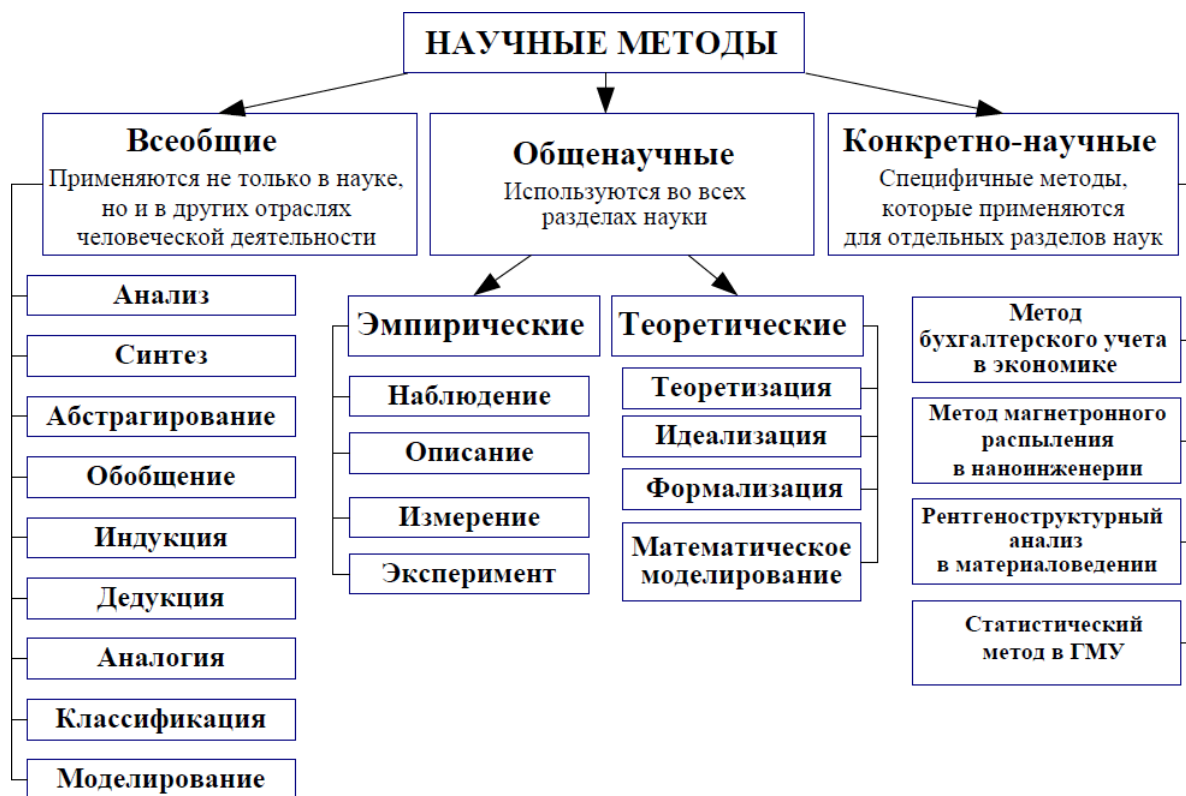 НАУЧНЫЕ МЕТОДЫ
Всеобщие
Применяются не только в науке,
но и в других отраслях
человеческой деятельности
Анализ
Синтез
Абстрагирование
Обобщение
Индукция
Дедукция
Аналогия
Классификация
Моделирование
Общенаучные
Используются во всех
разделах науки
Эмпирические
Наблюдение
Описание
Измерение
Эксперимент
Теоретические
Теоретизация
Идеализация
Формализация
Математическое
моделирование
Конкретно-научные
Специфичные методы,
которые применяются
для отдельных разделов наук
Метод
бухгалтерского учета
в экономике
Метод магнетронного
распыления
в наноинженерии
Рентгеноструктурный
анализ
в материаловедении
Статистический
метод в ГМУ